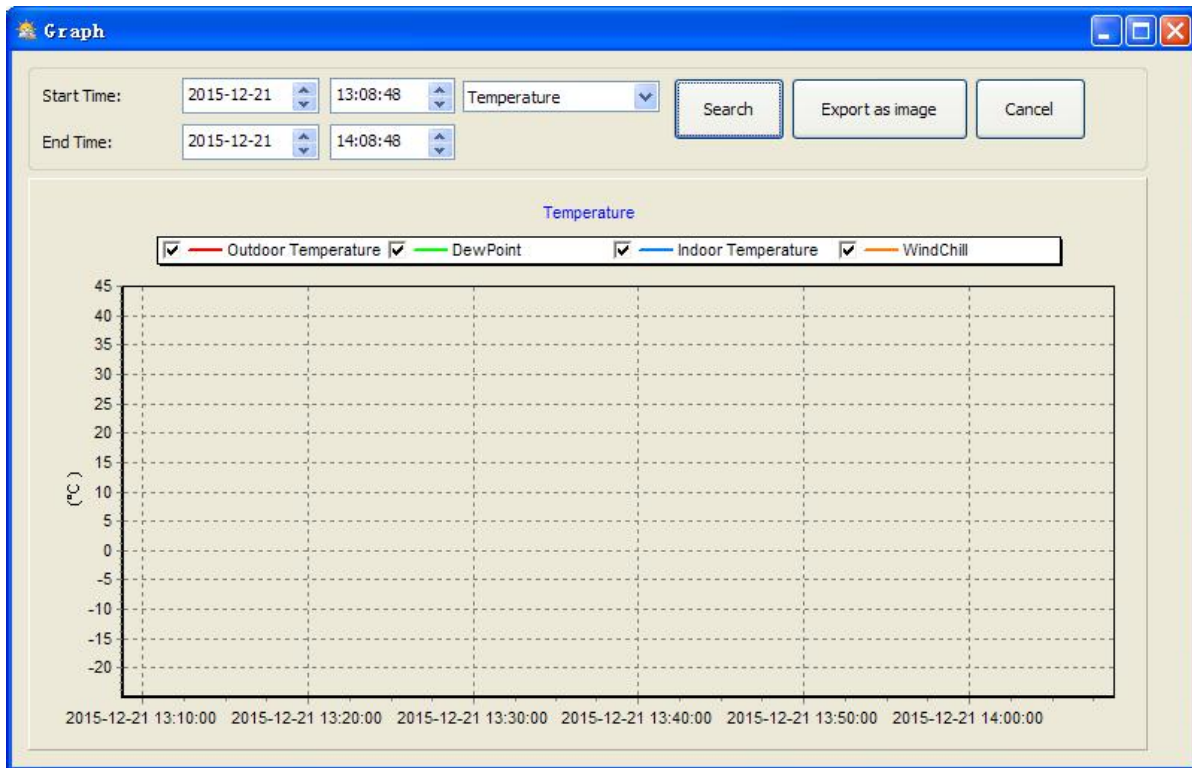 Graph
Start Time: 2015-12-21 13:08:48 Temperature Search Export as image Cancel
End Time: 2015-12-21 14:08:48
Temperature
Outdoor Temperature DewPoint Indoor Temperature WindChill
45
40
35
30
25
20
15
(°C )
10
5
0
-5
-10
-15
-20
2015-12-21 13:10:00 2015-12-21 13:20:00 2015-12-21 13:30:00 2015-12-21 13:40:00 2015-12-21 13:50:00 2015-12-21 14:00:00